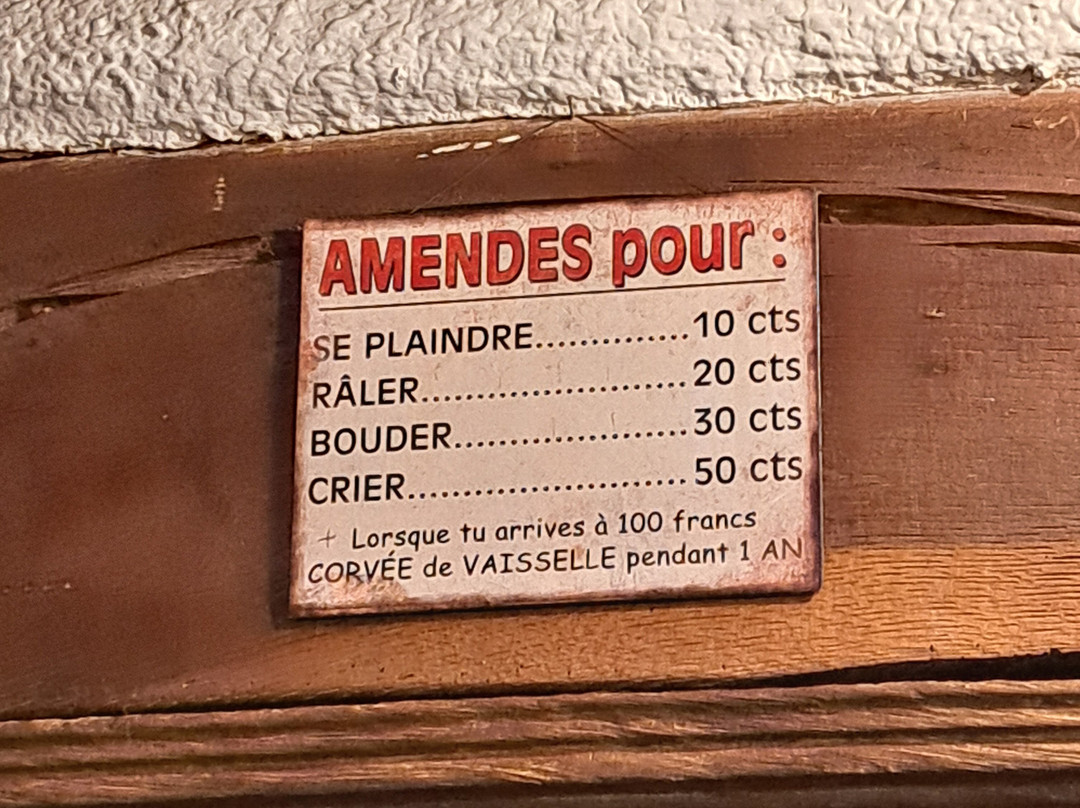 AMENDES pour :
SE PLAINDRE..............10 cts
RÂLER........................20 cts
BOUDER.....................30 cts
CRIER.........................50 cts
+ Lorsque tu arrives à 100 francs
CORVÉE de VAISSELLE pendant 1 AN